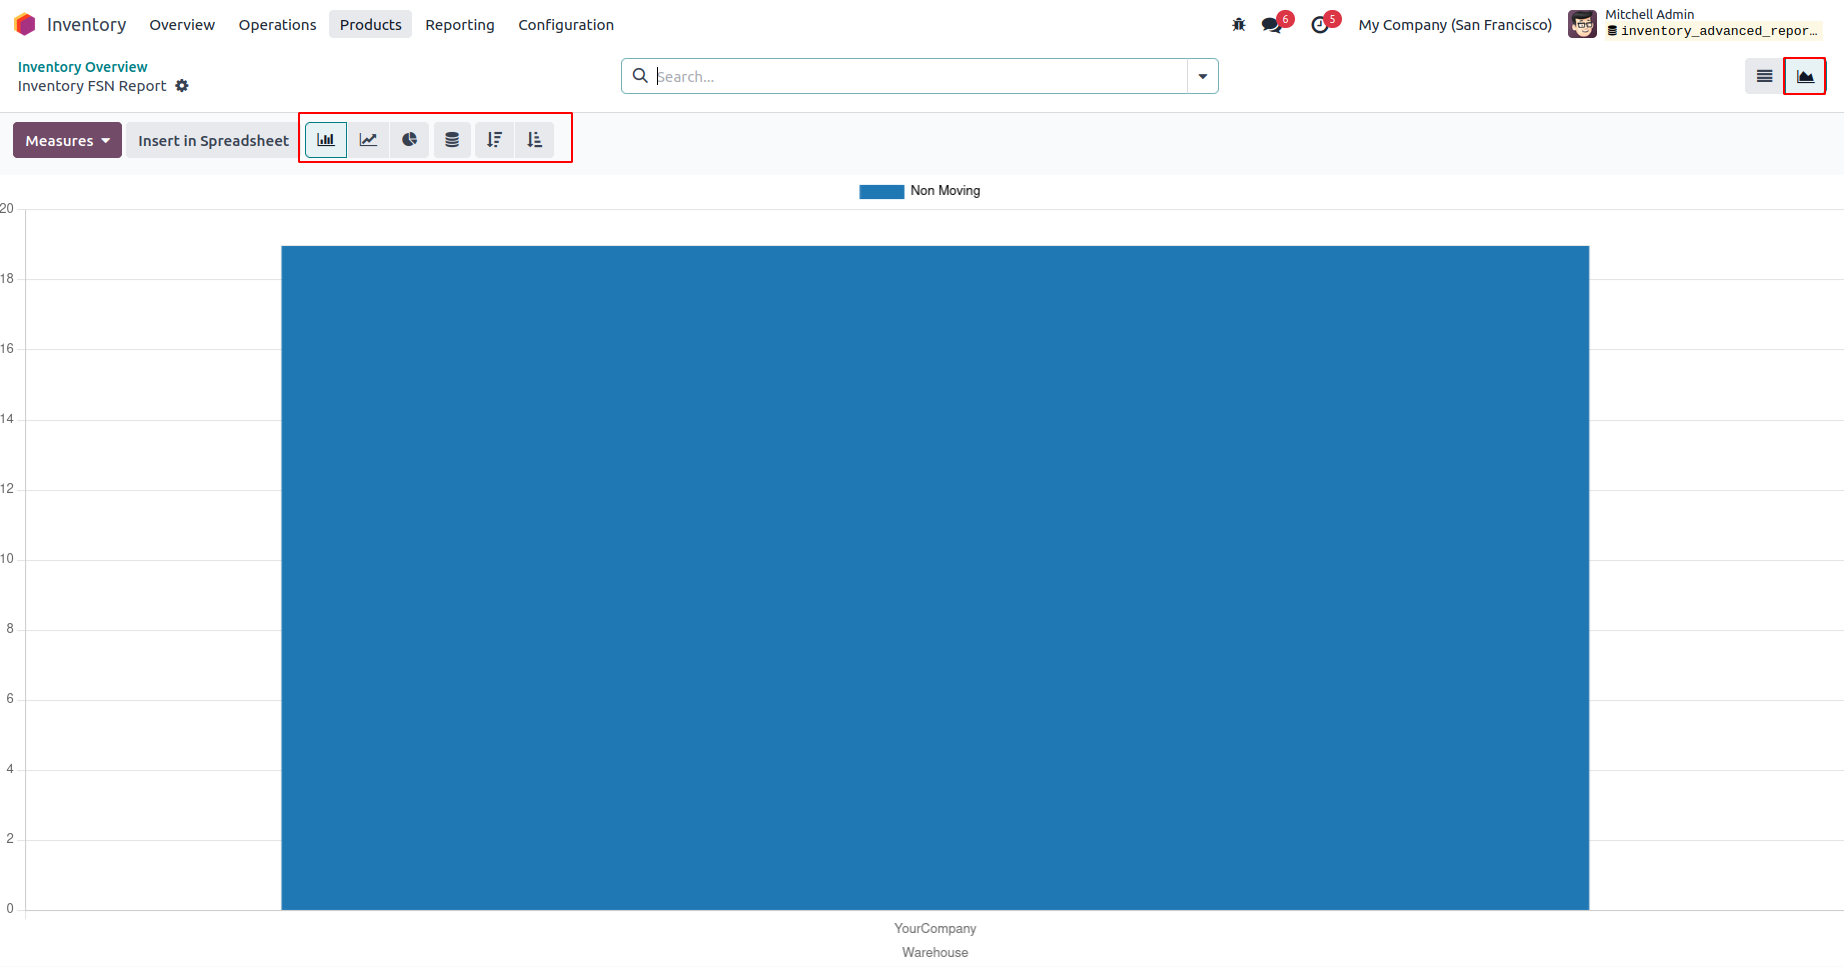 Inventory Overview Operations Products Reporting Configuration 6 5 My Company (San Francisco) Mitchell Admin
inventory_advanced_repor...
Inventory Overview
Inventory FSN Report
Search...
Measures Insert in Spreadsheet
Non Moving
20
18
16
14
12
10
8
6
4
2
0
YourCompany
Warehouse